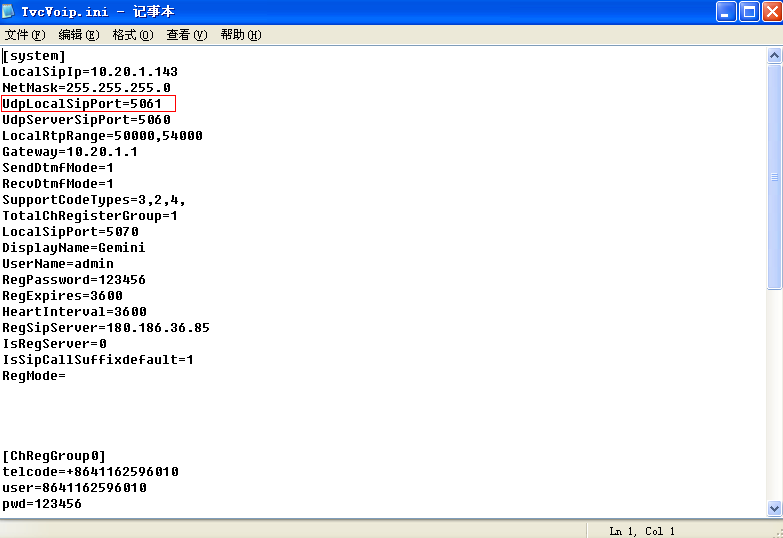 TvcVoip.ini - 记事本
文件(F) 编辑(E) 格式(O) 查看(V) 帮助(H)
[system]
LocalSipIp=10.20.1.143
NetMask=255.255.255.0
UdpLocalSipPort=5061
UdpServerSipPort=5060
LocalRtpRange=50000,54000
Gateway=10.20.1.1
SendDtmfMode=1
RecvDtmfMode=1
SupportCodeTypes=3,2,4,
TotalChRegisterGroup=1
LocalSipPort=5070
DisplayName=Gemini
UserName=admin
RegPassword=123456
RegExpires=3600
HeartInterval=3600
RegSipServer=180.186.36.85
IsRegServer=0
IsSipCallSuffixdefault=1
RegMode=
[ChRegGroup0]
telcode=+8641162596010
user=8641162596010
pwd=123456
Ln 1, Col 1